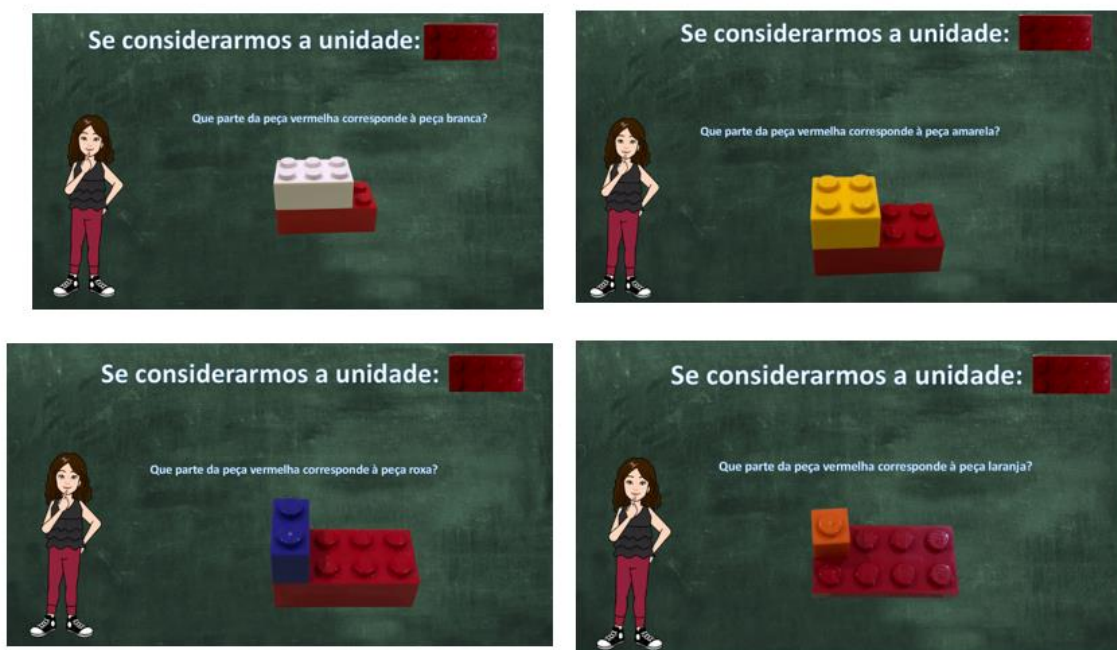 Se considerarmos a unidade:
Que parte da peça vermelha corresponde à peça branca?
Se considerarmos a unidade:
Que parte da peça vermelha corresponde à peça amarela?
Se considerarmos a unidade:
Que parte da peça vermelha corresponde à peça roxa?
Se considerarmos a unidade:
Que parte da peça vermelha corresponde à peça laranja?